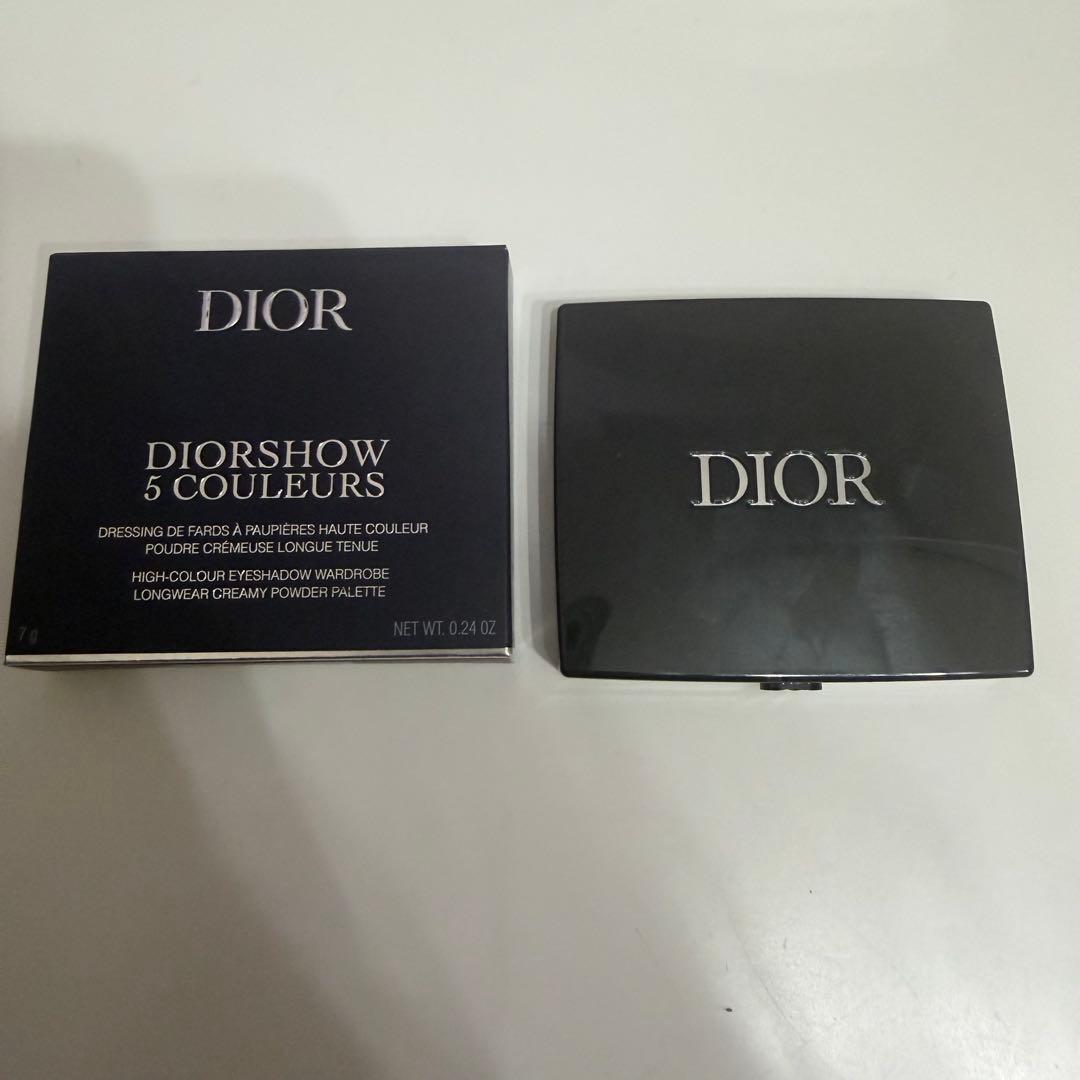 DIOR
DIORSHOW
5 COULEURS
DRESSING DE FARDS À PAUPIÈRES HAUTE COULEUR
POUDRE CRÉMEUSE LONGUE TENUE
HIGH-COLOUR EYESHADOW WARDROBE
LONGWEAR CREAMY POWDER PALETTE
7 g NET WT. 0.24 OZ
DIOR